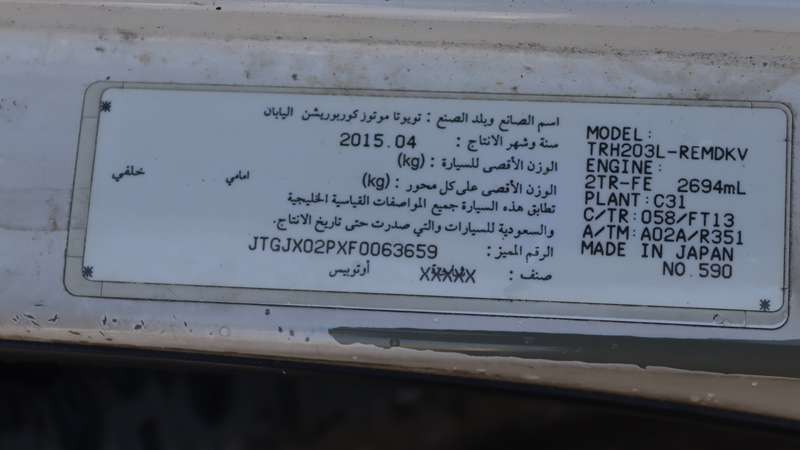 اسم الصانع وبلد الصنع : تويوتا موتوز كوربوريشن اليابان
سنة وشهر الانتاج : 2015.04
الوزن الأقصى للسيارة : (kg)
الوزن الأقصى على كل محور : (kg) امامي خلفي
تطابق هذه السيارة جميع المواصفات القياسية الخليجية
والسعودية للسيارات والتي صدرت حتى تاريخ الانتاج.
الرقم المميز : JTGJX02PXF0063659
صنف : XXXXX أوتوبيس
MODEL:
TRH203L-REMDKV
ENGINE:
2TR-FE 2694mL
PLANT:C31
C/TR:058/FT13
A/TM:A02A/R351
MADE IN JAPAN
NO.590